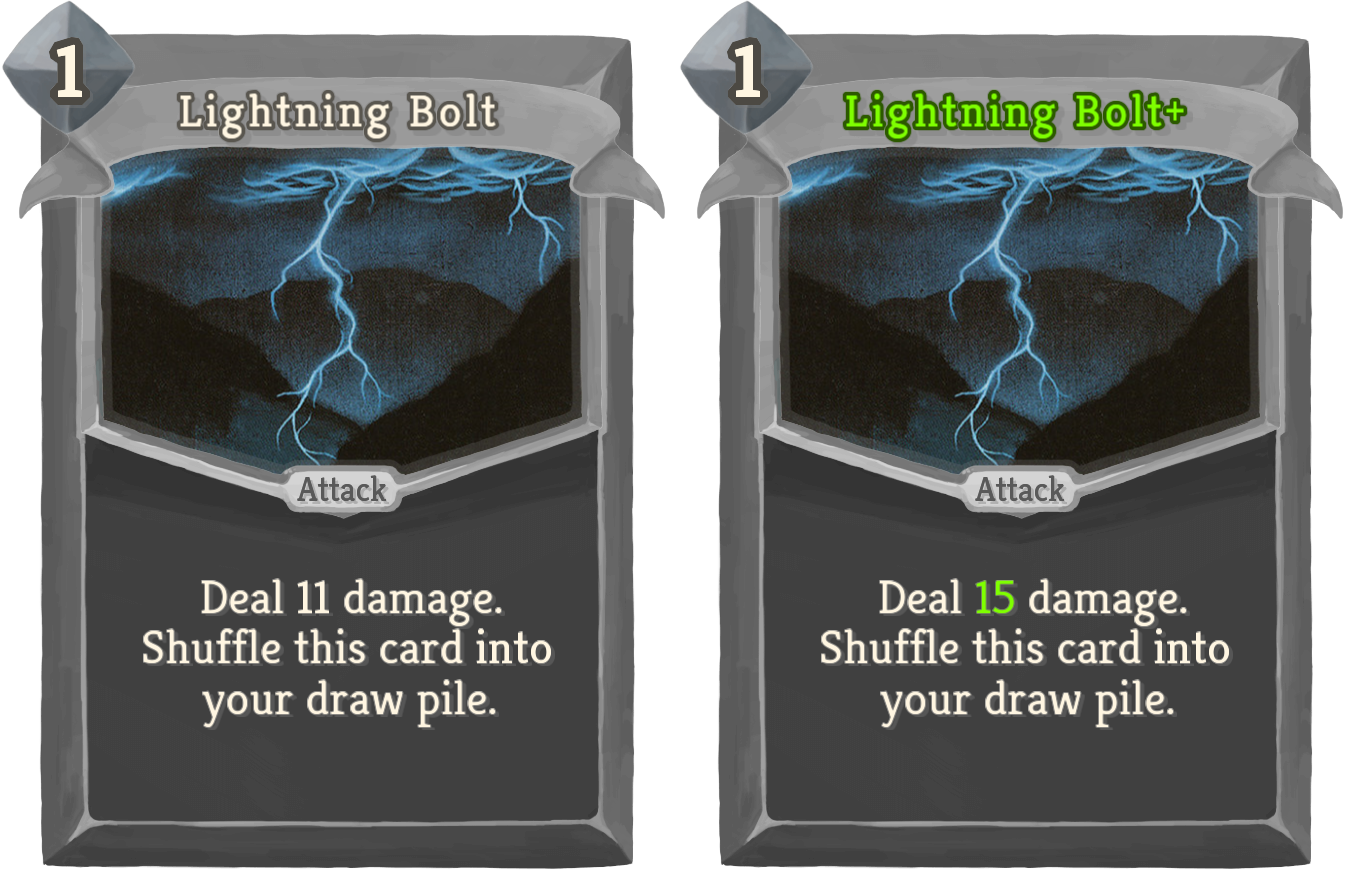 1
Lightning Bolt
Attack
Deal 11 damage.
Shuffle this card into
your draw pile.
1
Lightning Bolt+
Attack
Deal 15 damage.
Shuffle this card into
your draw pile.